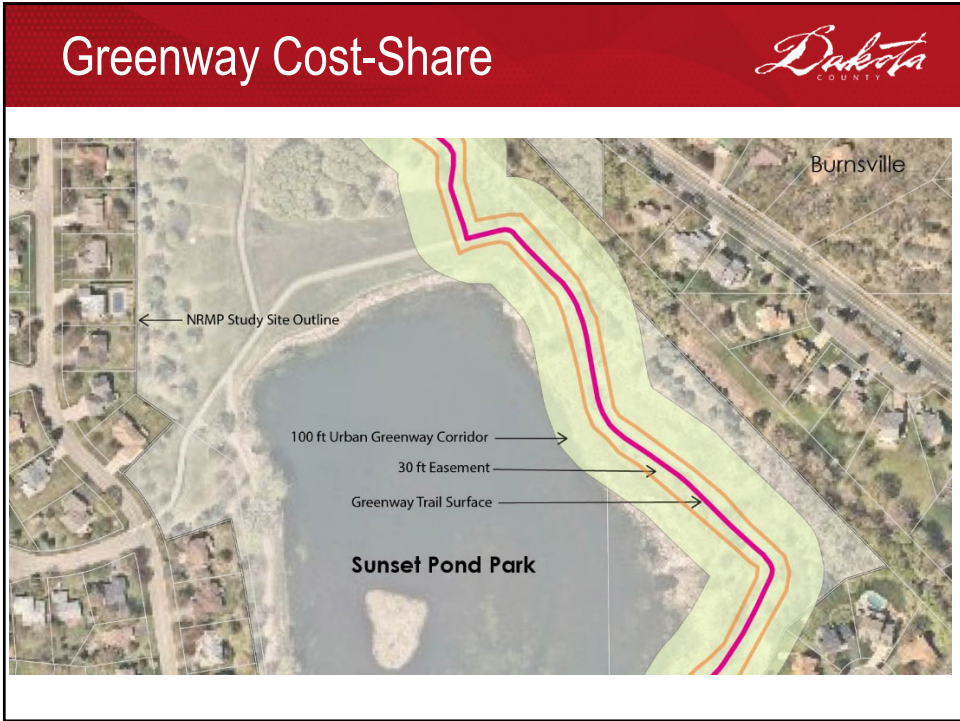 Greenway Cost-Share
Dakota
COUNTY
Burnsville
NRMP Study Site Outline
100 ft Urban Greenway Corridor
30 ft Easement
Greenway Trail Surface
Sunset Pond Park